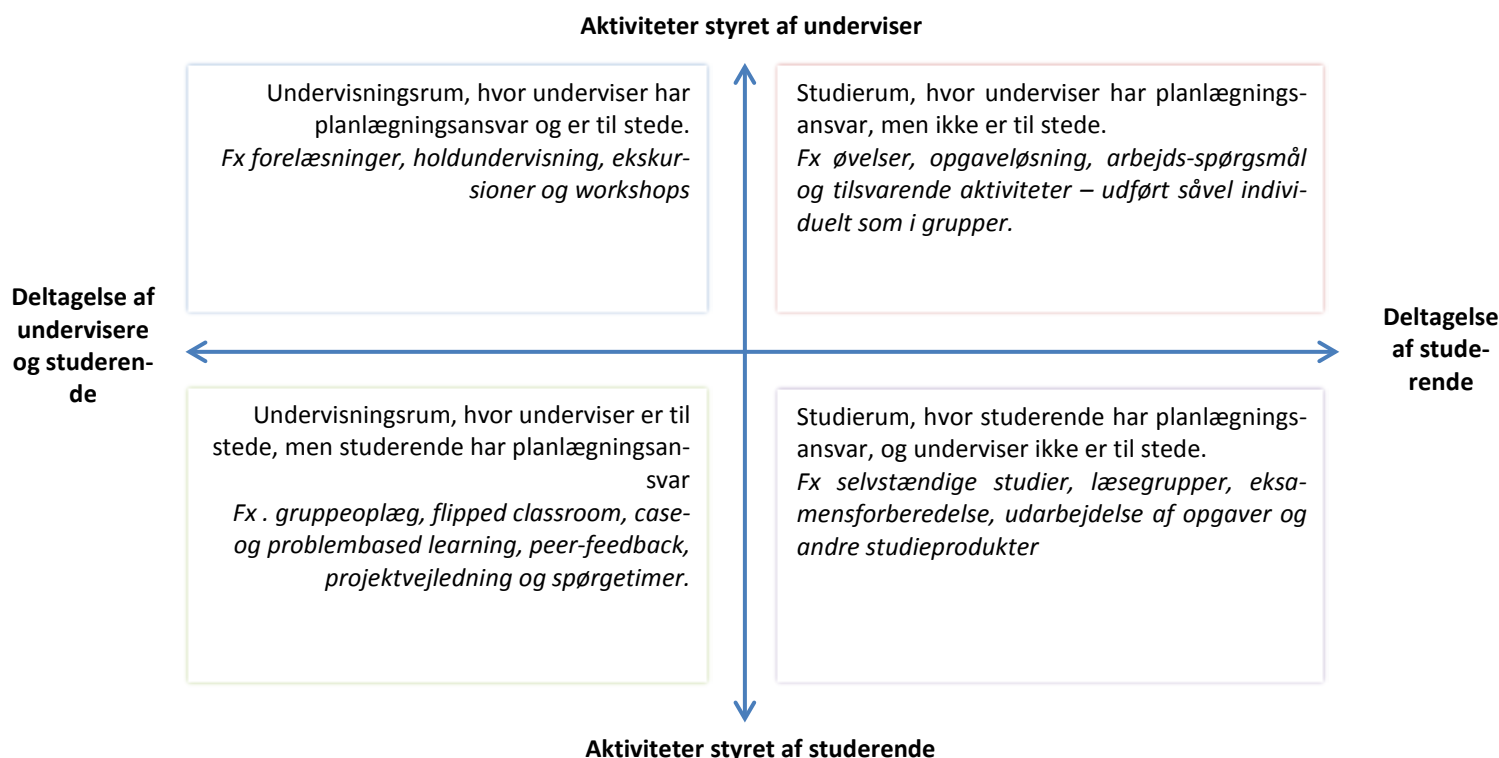 Aktiviteter styret af underviser
Undervisningsrum, hvor underviser har
planlægningsansvar og er til stede.
Fx forelæsninger, holdundervisning, ekskur-
sioner og workshops
Studierum, hvor underviser har planlægnings-
ansvar, men ikke er til stede.
Fx øvelser, opgaveløsning, arbejds-spørgsmål
og tilsvarende aktiviteter – udført såvel indivi-
duelt som i grupper.
Deltagelse af
undervisere
og studeren-
de
Deltagelse
af stude-
rende
Undervisningsrum, hvor underviser er til
stede, men studerende har planlægningsan-
svar
Fx . gruppeoplæg, flipped classroom, case-
og problembased learning, peer-feedback,
projektvejledning og spørgetimer.
Studierum, hvor studerende har planlægnings-
ansvar, og underviser ikke er til stede.
Fx selvstændige studier, læsegrupper, eksa-
mensforberedelse, udarbejdelse af opgaver og
andre studieprodukter
Aktiviteter styret af studerende